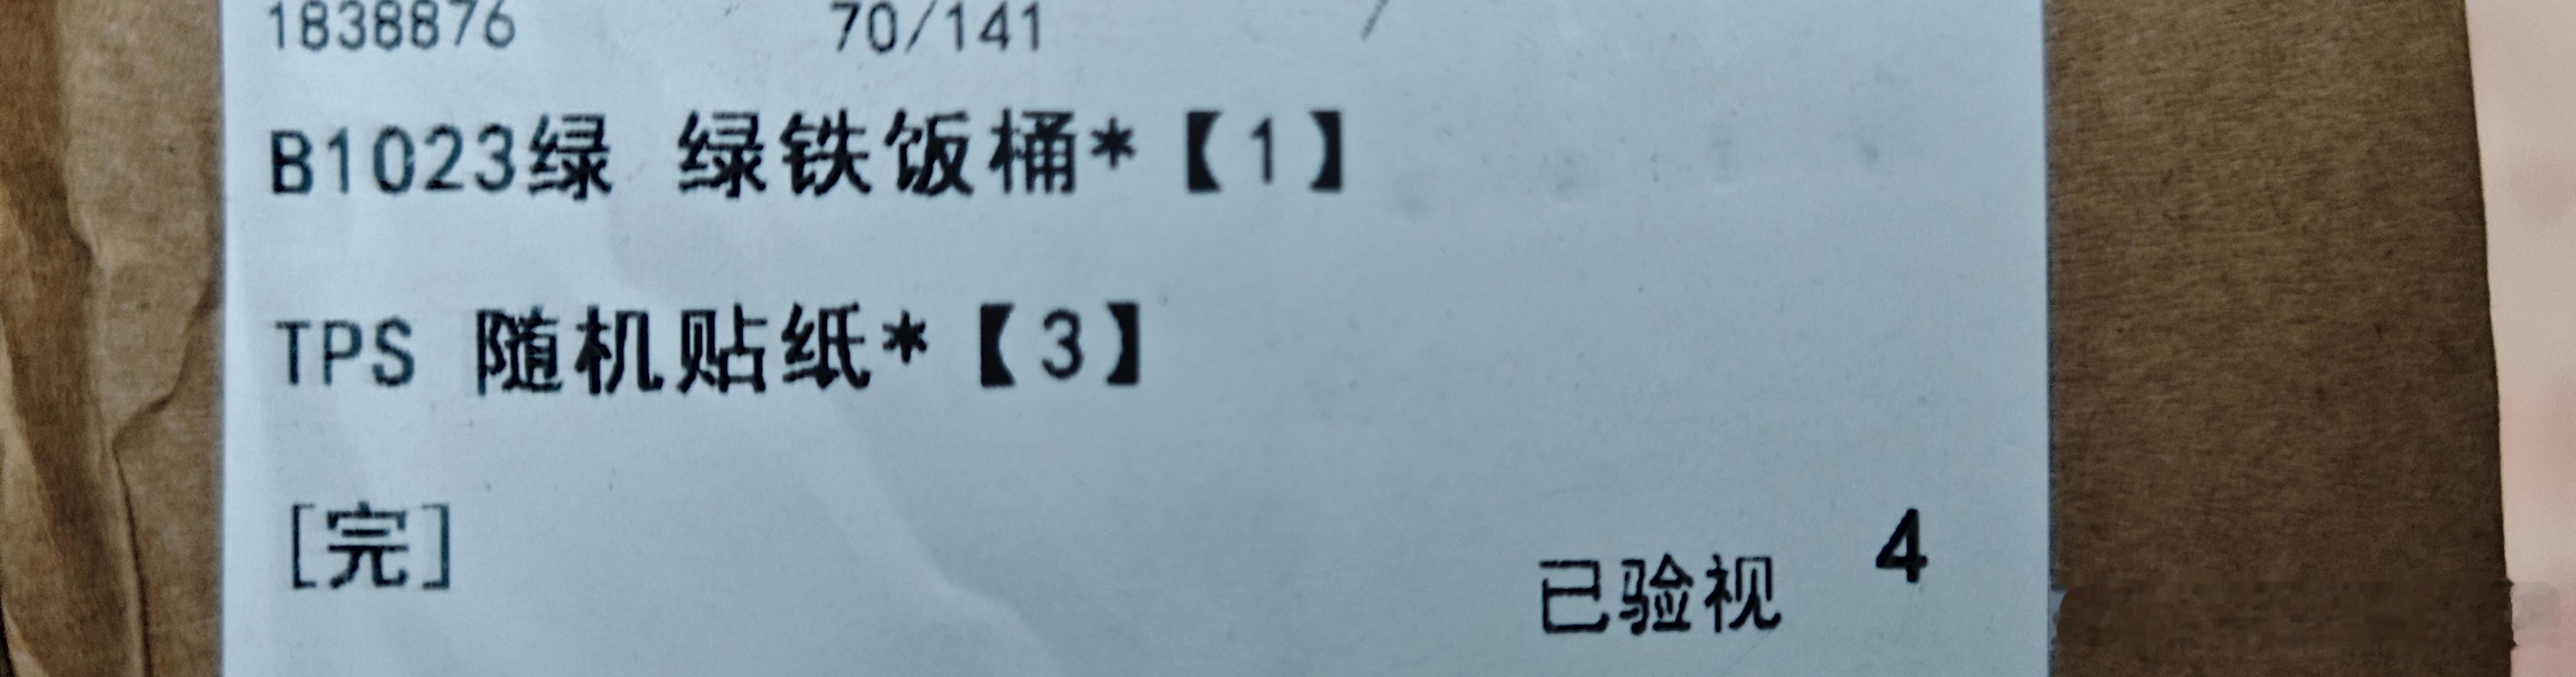 1838876 70/141 /
B1023绿 绿铁饭桶*【1】
TPS 随机贴纸*【3】
[完]
4
已验视